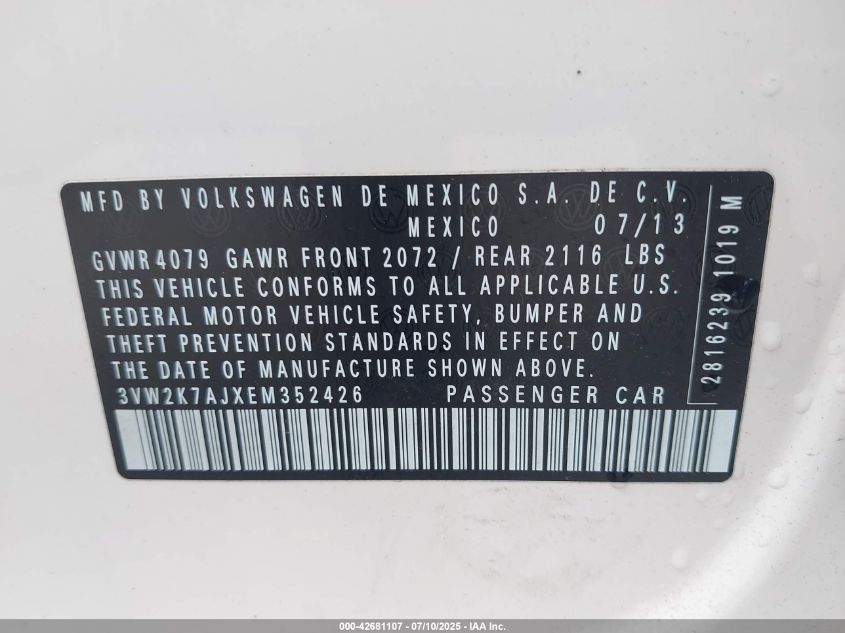 MFD BY VOLKSWAGEN DE MEXICO S.A. DE C.V.
MEXICO 07/13
GVWR 4079 GAWR FRONT 2072 / REAR 2116 LBS
THIS VEHICLE CONFORMS TO ALL APPLICABLE U.S.
FEDERAL MOTOR VEHICLE SAFETY, BUMPER AND
THEFT PREVENTION STANDARDS IN EFFECT ON
THE DATE OF MANUFACTURE SHOWN ABOVE.
3VW2K7AJXEM352426 PASSENGER CAR
2816239 1019 M
000-42681107 - 07/10/2025 - IAA Inc.